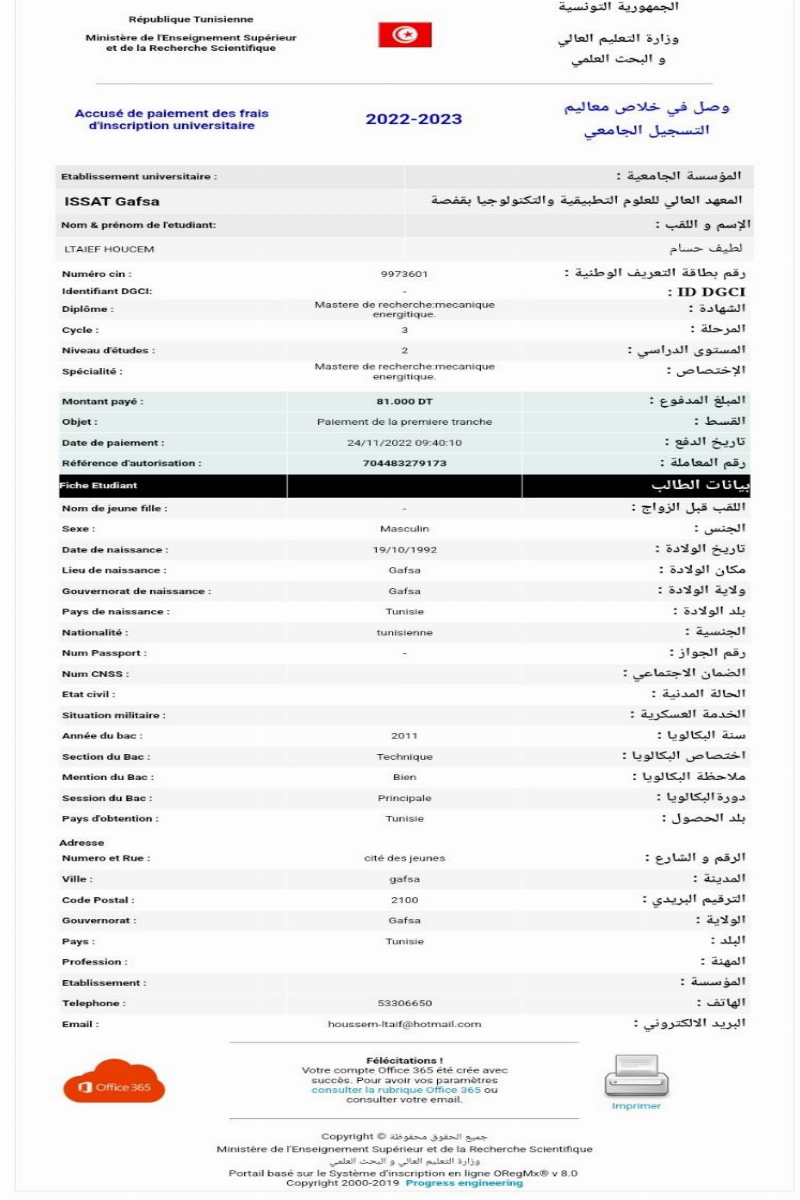 République Tunisienne
Ministère de l'Enseignement Supérieur
et de la Recherche Scientifique
الجمهورية التونسية
وزارة التعليم العالي
و البحث العلمي
Accusé de paiement des frais
d'inscription universitaire
2022-2023
وصل في خلاص معاليم
التسجيل الجامعي
Etablissement universitaire : المؤسسة الجامعية :
ISSAT Gafsa المعهد العالي للعلوم التطبيقية والتكنولوجيا بقفصة
Nom & prénom de l'etudiant: الإسم و اللقب :
LTAIEF HOUCEM لطيف حسام
Numéro cin : 9973601 رقم بطاقة التعريف الوطنية :
Identifiant DGCI: - ID DGCI :
Diplôme : Mastere de recherche:mecanique energitique. الشهادة :
Cycle : 3 المرحلة :
Niveau d'études : 2 المستوى الدراسي :
Spécialité : Mastere de recherche:mecanique energitique. الإختصاص :
Montant payé : 81.000 DT المبلغ المدفوع :
Objet : Paiement de la premiere tranche القسط :
Date de paiement : 24/11/2022 09:40:10 تاريخ الدفع :
Référence d'autorisation : 704483279173 رقم المعاملة :
Fiche Etudiant بيانات الطالب
Nom de jeune fille : - اللقب قبل الزواج :
Sexe : Masculin الجنس :
Date de naissance : 19/10/1992 تاريخ الولادة :
Lieu de naissance : Gafsa مكان الولادة :
Gouvernorat de naissance : Gafsa ولاية الولادة :
Pays de naissance : Tunisie بلد الولادة :
Nationalité : tunisienne الجنسية :
Num Passport : - رقم الجواز :
Num CNSS : الضمان الاجتماعي :
Etat civil : الحالة المدنية :
Situation militaire : الخدمة العسكرية :
Année du bac : 2011 سنة البكالويا :
Section du Bac : Technique اختصاص البكالويا :
Mention du Bac : Bien ملاحظة البكالويا :
Session du Bac : Principale دورةالبكالويا :
Pays d'obtention : Tunisie بلد الحصول :
Adresse
Numero et Rue : cité des jeunes الرقم و الشارع :
Ville : gafsa المدينة :
Code Postal : 2100 الترقيم البريدي :
Gouvernorat : Gafsa الولاية :
Pays : Tunisie البلد :
Profession : المهنة :
Etablissement : المؤسسة :
Telephone : 53306650 الهاتف :
Email : houssem-ltaif@hotmail.com البريد الالكتروني :
Office 365
Félécitations !
Votre compte Office 365 été crée avec
succès. Pour avoir vos paramètres
consulter la rubrique Office 365 ou
consulter votre email.
Imprimer
Copyright © جميع الحقوق محفوظة
Ministère de l'Enseignement Supérieur et de la Recherche Scientifique
وزارة التعليم العالي و البحث العلمي
Portail basé sur le Système d'inscription en ligne ORegMx® v 8.0
Copyright 2000-2019 Progress engineering